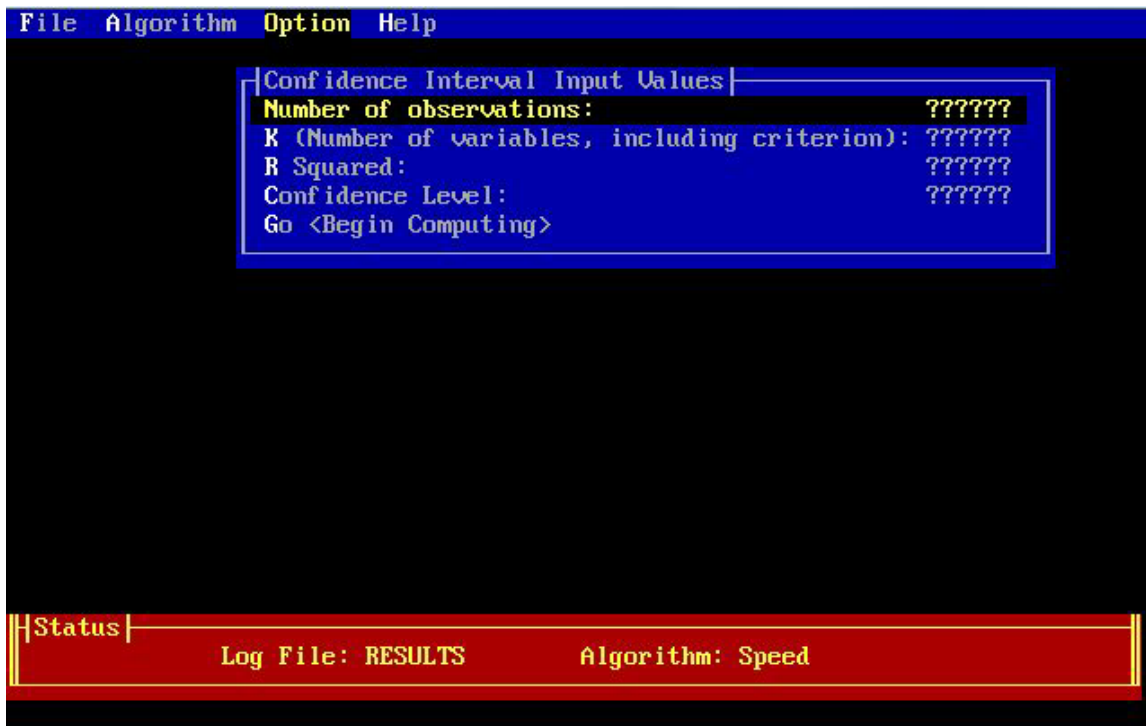 File Algorithm Option Help
Confidence Interval Input Values
Number of observations: ??????
K (Number of variables, including criterion): ??????
R Squared: ??????
Confidence Level: ??????
Go <Begin Computing>
Status
Log File: RESULTS Algorithm: Speed